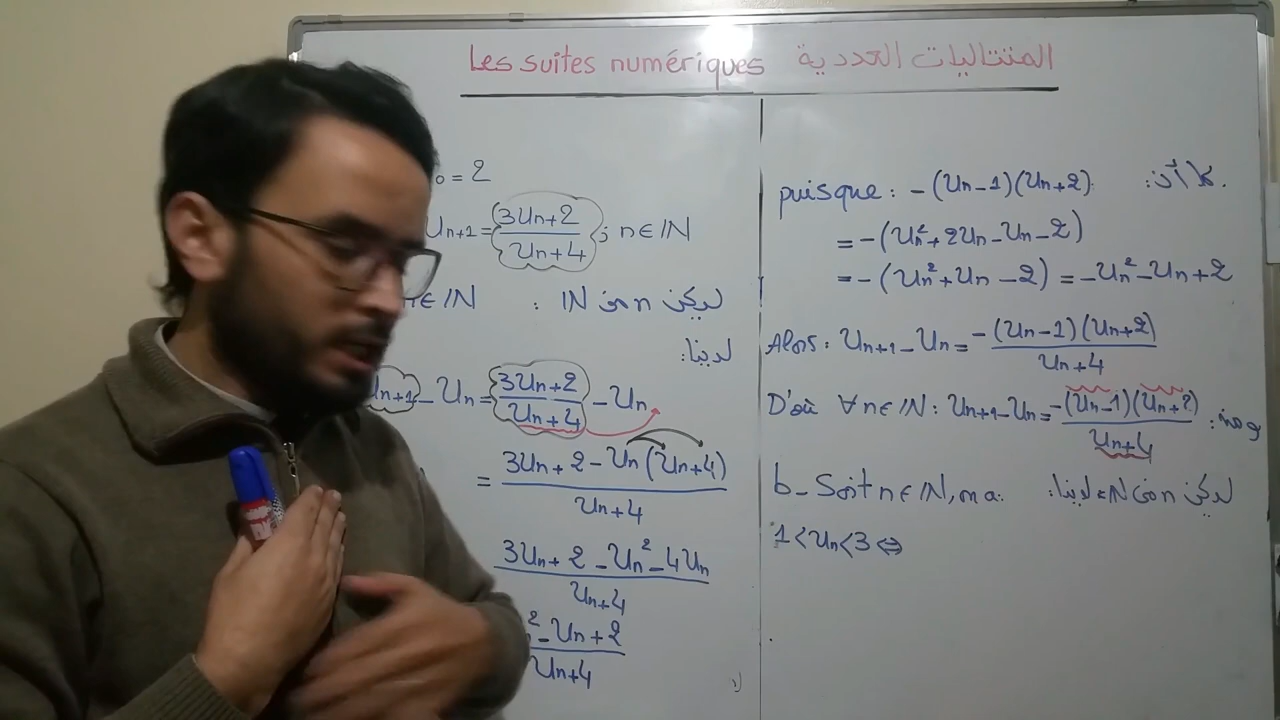 Les suites numériques المتتاليات العددية
₀ = 2
Uₙ₊₁ = (3Uₙ+2)/(Uₙ+4) ; n∈IN
n∈IN : ليكن n من IN
لدينا:
Uₙ₊₁ - Uₙ = (3Uₙ+2)/(Uₙ+4) - Uₙ
= (3Uₙ+2-Uₙ(Uₙ+4))/(Uₙ+4)
(3Uₙ+2-Uₙ²-4Uₙ)/(Uₙ+4)
² - Uₙ+2
Uₙ+4
puisque : -(Uₙ-1)(Uₙ+2) بما أن:
= -(Uₙ²+2Uₙ-Uₙ-2)
= -(Uₙ²+Uₙ-2) = -Uₙ²-Uₙ+2
Alors : Uₙ₊₁ - Uₙ = -(Uₙ-1)(Uₙ+2)/(Uₙ+4)
D'où ∀n∈IN : Uₙ₊₁ - Uₙ = -(Uₙ-1)(Uₙ+2)/(Uₙ+4) : ومنه
b - Soit n∈IN, on a: ليكن n من IN، لدينا:
1<Uₙ<3 ⇔